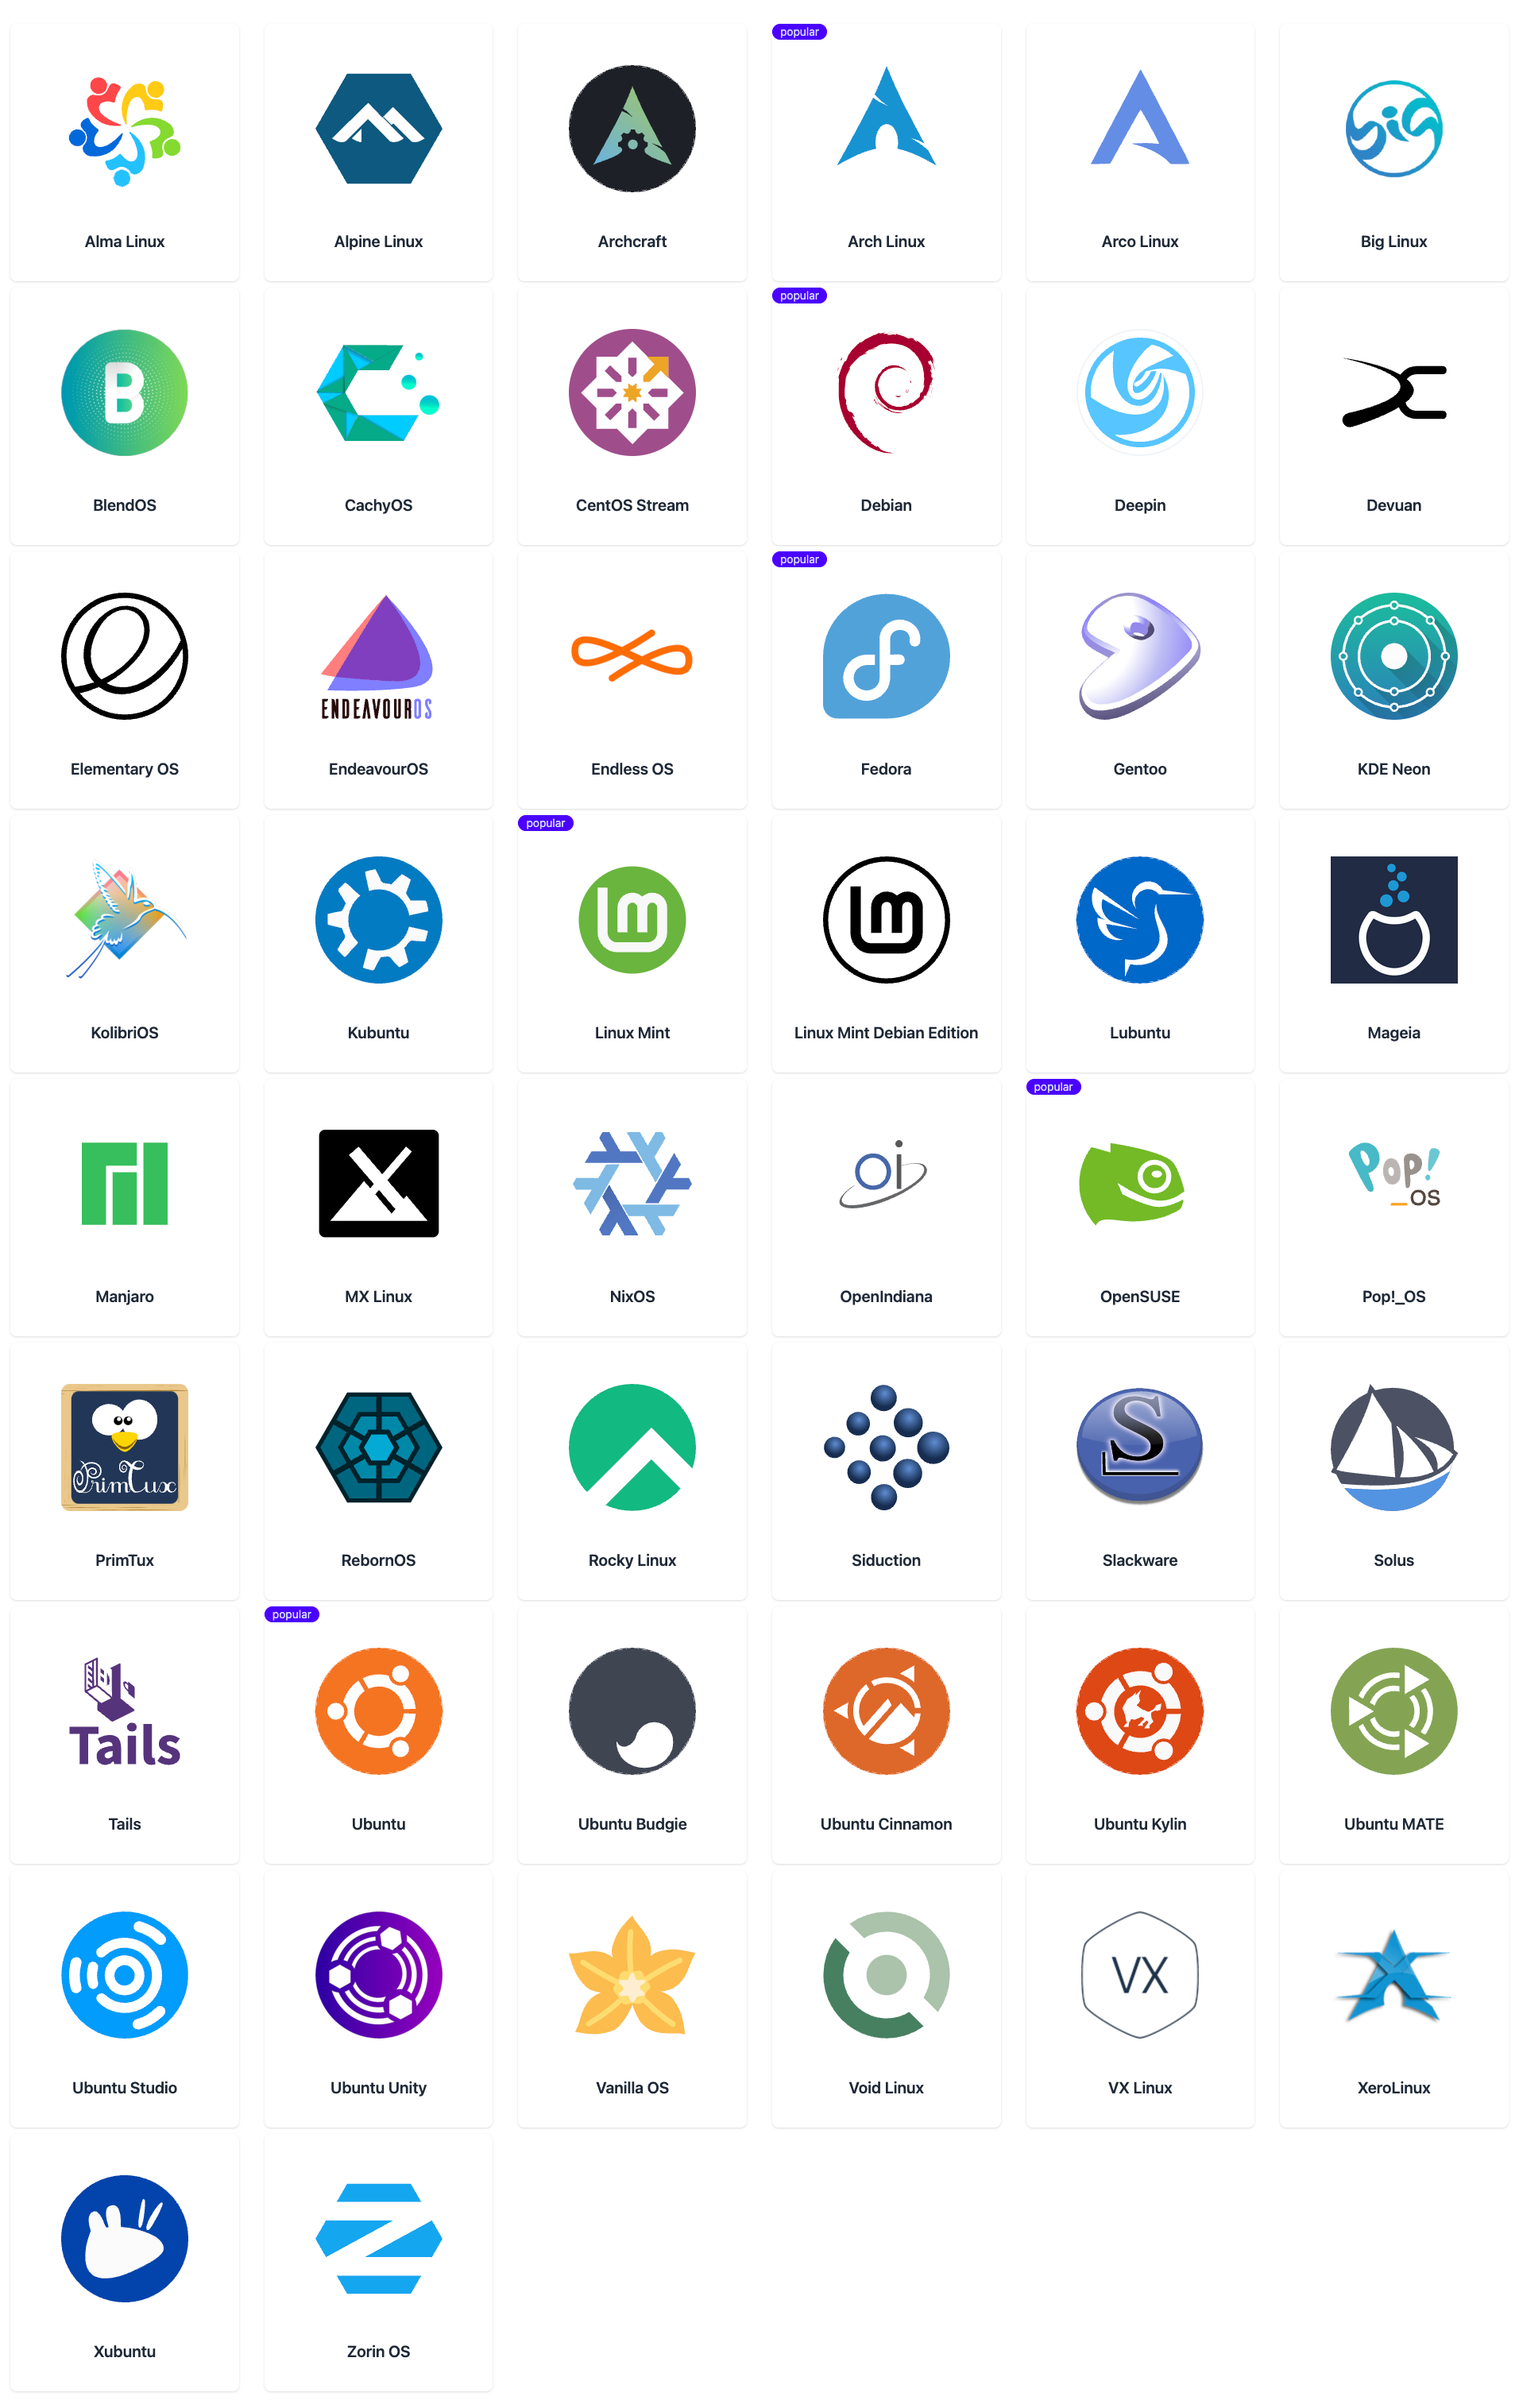 popular
Alma Linux
Alpine Linux
Archcraft
Arch Linux
Arco Linux
big
Big Linux
popular
B
BlendOS
CachyOS
CentOS Stream
Debian
Deepin
Devuan
popular
ENDEAVOUROS
Elementary OS
EndeavourOS
Endless OS
Fedora
Gentoo
KDE Neon
popular
lm
lm
KolibriOS
Kubuntu
Linux Mint
Linux Mint Debian Edition
Lubuntu
Mageia
popular
oi
Pop!
_OS
Manjaro
MX Linux
NixOS
OpenIndiana
OpenSUSE
Pop!_OS
PrimTux
S
PrimTux
RebornOS
Rocky Linux
Siduction
Slackware
Solus
popular
Tails
Tails
Ubuntu
Ubuntu Budgie
Ubuntu Cinnamon
Ubuntu Kylin
Ubuntu MATE
VX
Ubuntu Studio
Ubuntu Unity
Vanilla OS
Void Linux
VX Linux
XeroLinux
Xubuntu
Zorin OS